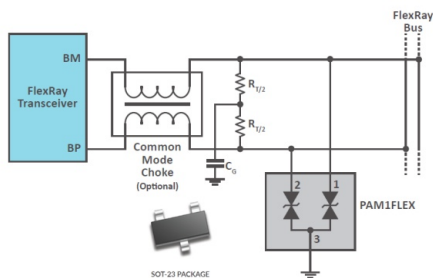 FlexRay
Bus
BM
FlexRay
Transceiver
BP
Common
Mode
Choke
(Optional)
RT/2
RT/2
CG
2
1
3
PAM1FLEX
SOT-23 PACKAGE